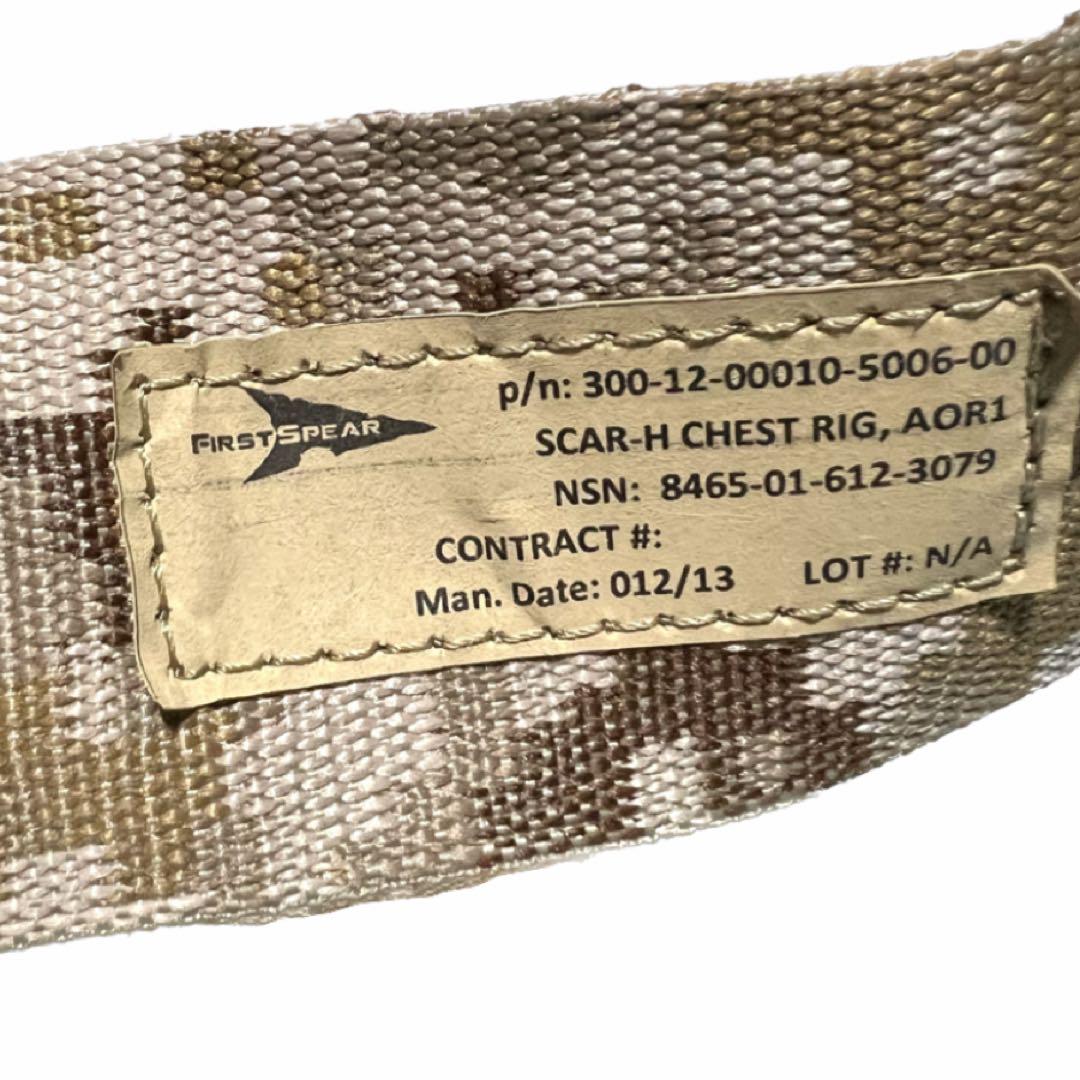 FIRSTSPEAR
p/n: 300-12-00010-5006-00
SCAR-H CHEST RIG, AOR1
NSN: 8465-01-612-3079
CONTRACT #:
Man. Date: 012/13 LOT #: N/A